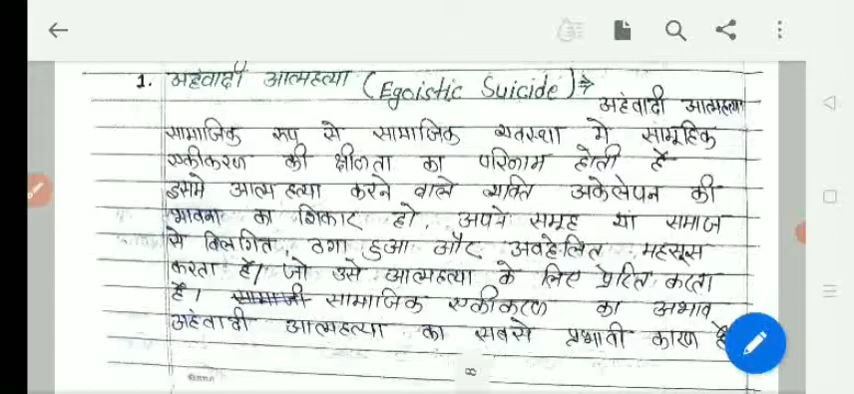 1. अहंवादी आत्महत्या (Egoistic Suicide)⇒
अहंवादी आत्महत्या
सामाजिक रूप से सामाजिक व्यवस्था में सामूहिक
एकीकरण की क्षीणता का परिणाम होती है
इसमे आत्म हत्या करने वाले व्यक्ति अकेलेपन की
भावना का शिकार हो, अपने समूह या समाज
से विलगित, ठगा हुआ और अवहेलित महसूस
करता है। जो उसे आत्महत्या के लिए प्रेरित करता
है। सामाजी सामाजिक एकीकरण का अभाव
अहंवादी आत्महत्या का सबसे प्रभावी कारण है
8